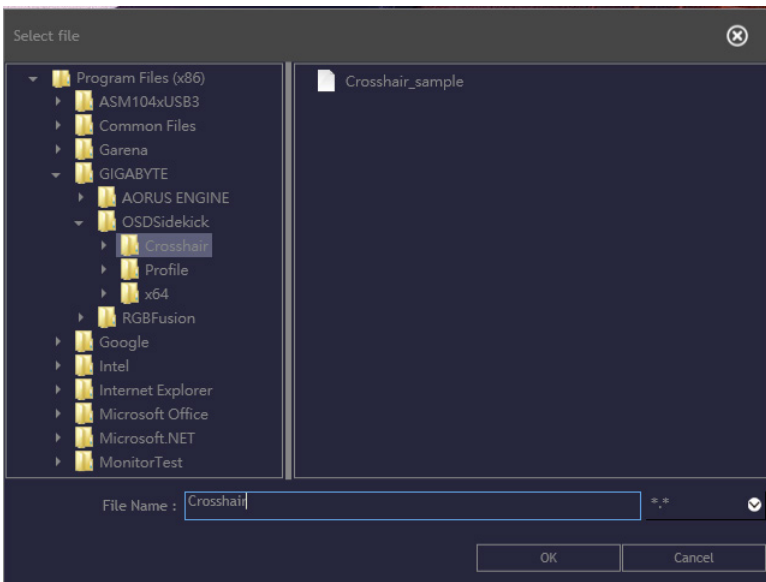 Select file
Program Files (x86)
ASM104xUSB3
Common Files
Garena
GIGABYTE
AORUS ENGINE
OSDSidekick
Crosshair
Profile
x64
RGBFusion
Google
Intel
Internet Explorer
Microsoft Office
Microsoft.NET
MonitorTest
Crosshair_sample
File Name : Crosshair *.*
OK Cancel